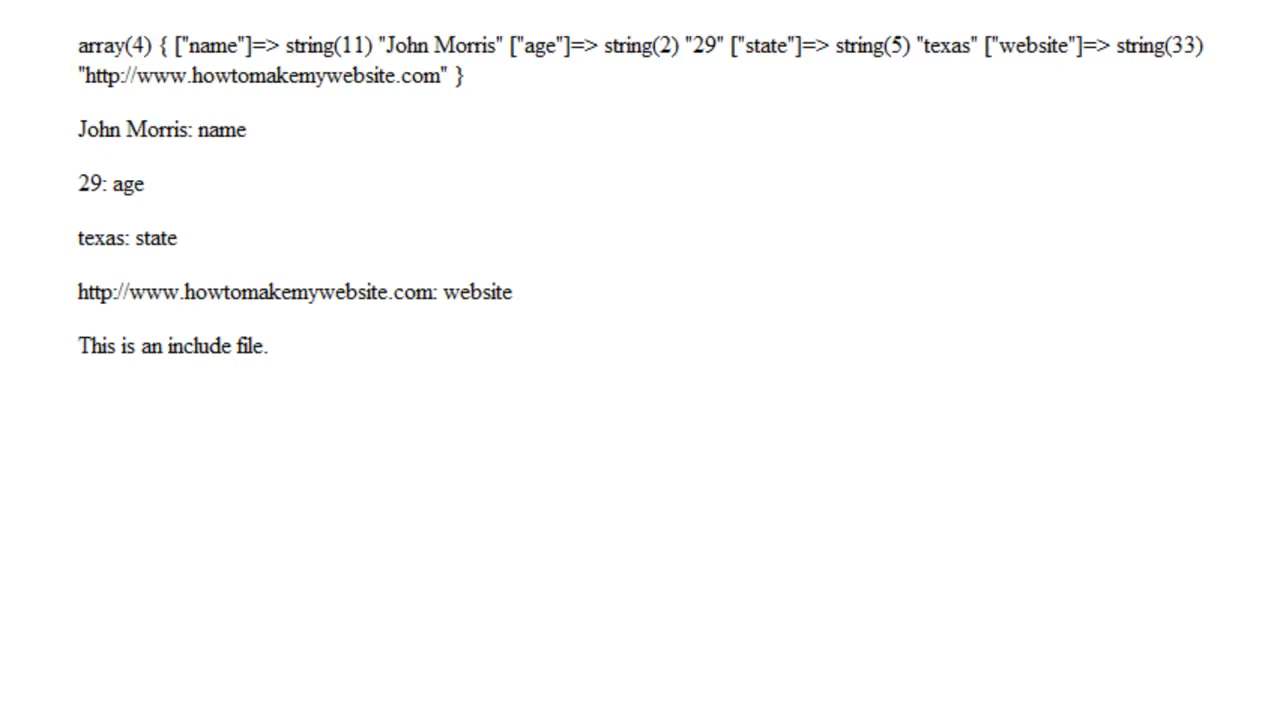 array(4) { ["name"]=> string(11) "John Morris" ["age"]=> string(2) "29" ["state"]=> string(5) "texas" ["website"]=> string(33)
"http://www.howtomakemywebsite.com" }
John Morris: name
29: age
texas: state
http://www.howtomakemywebsite.com: website
This is an include file.